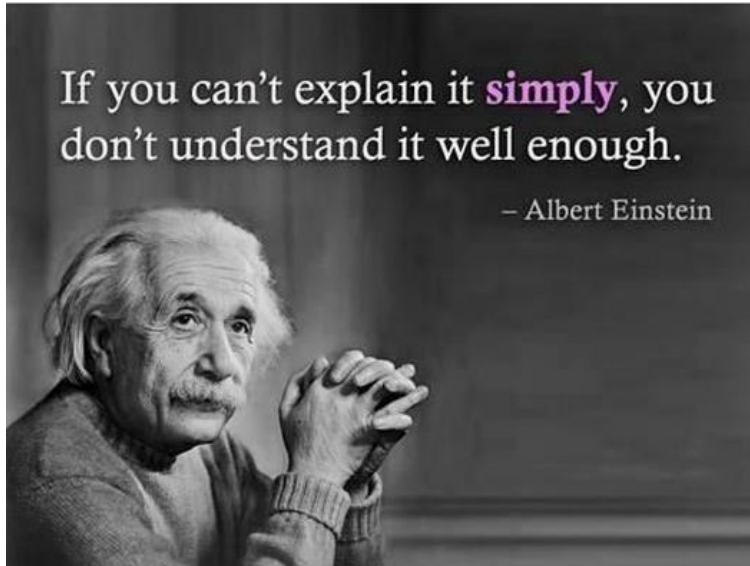 If you can't explain it simply, you
don't understand it well enough.
– Albert Einstein